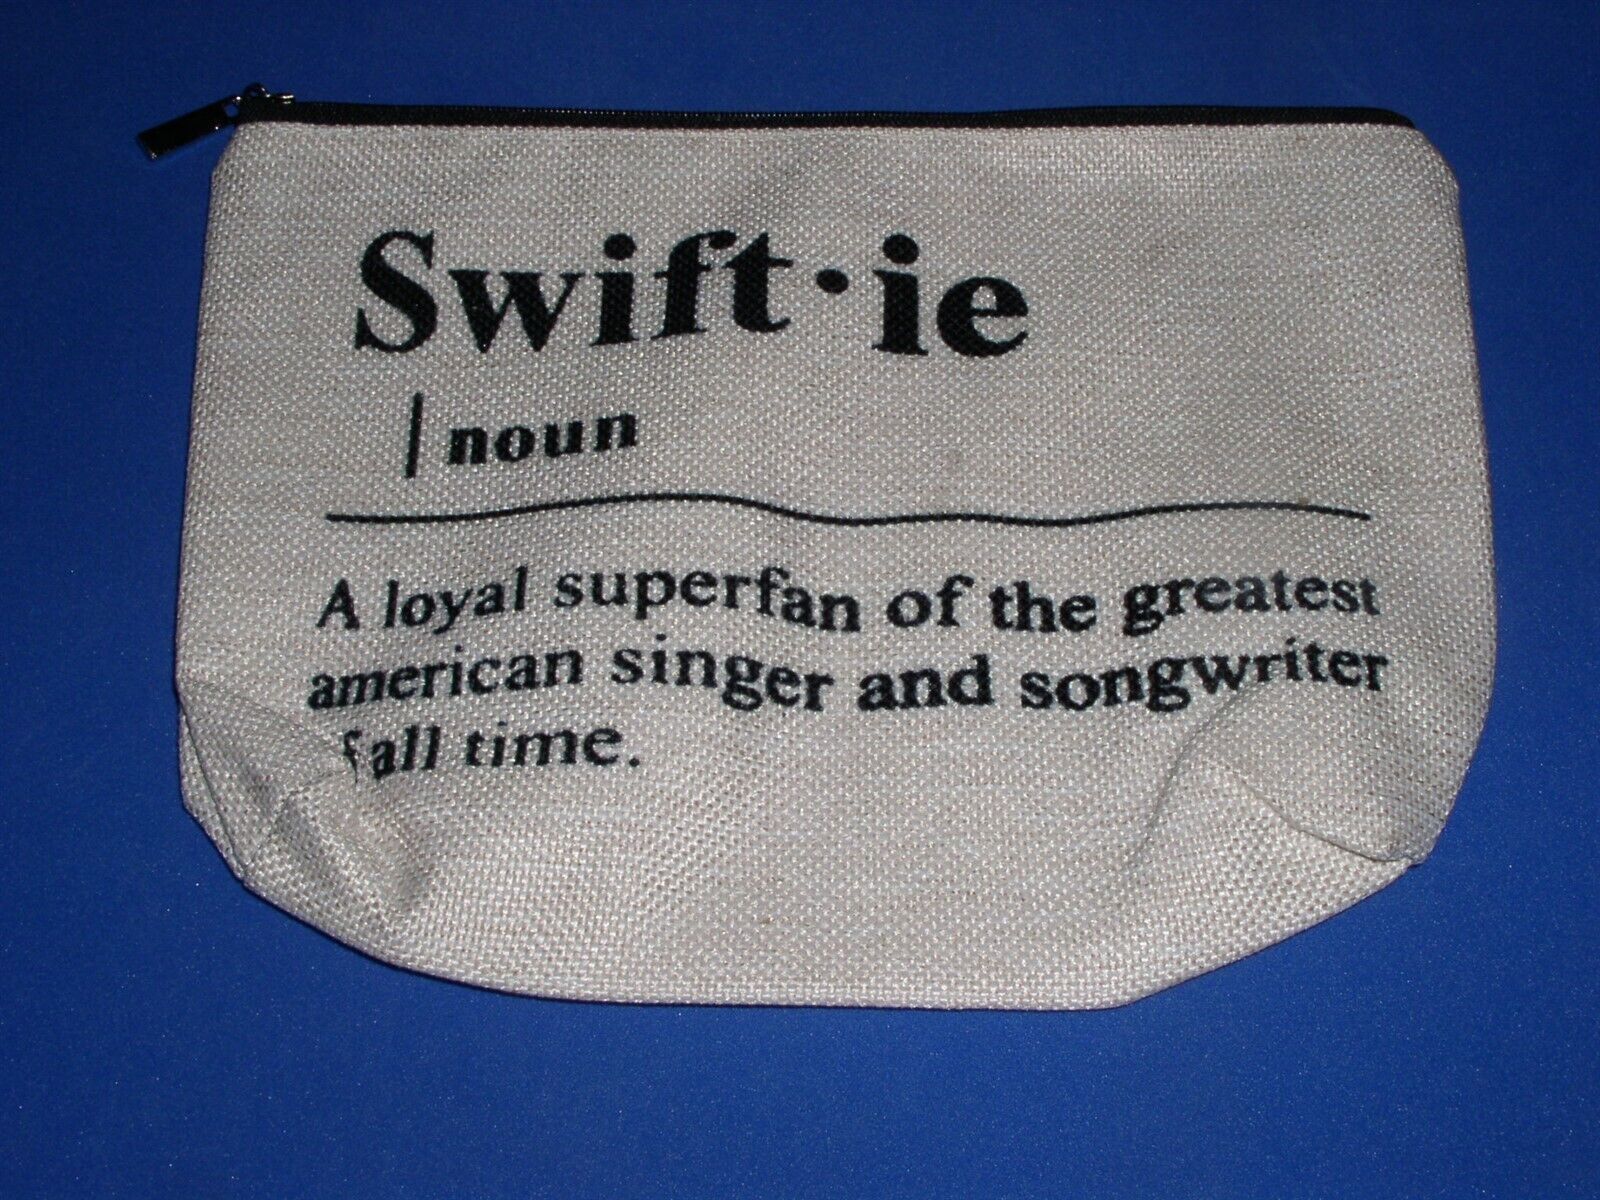 Swift·ie
| noun
A loyal superfan of the greatest
american singer and songwriter
f all time.